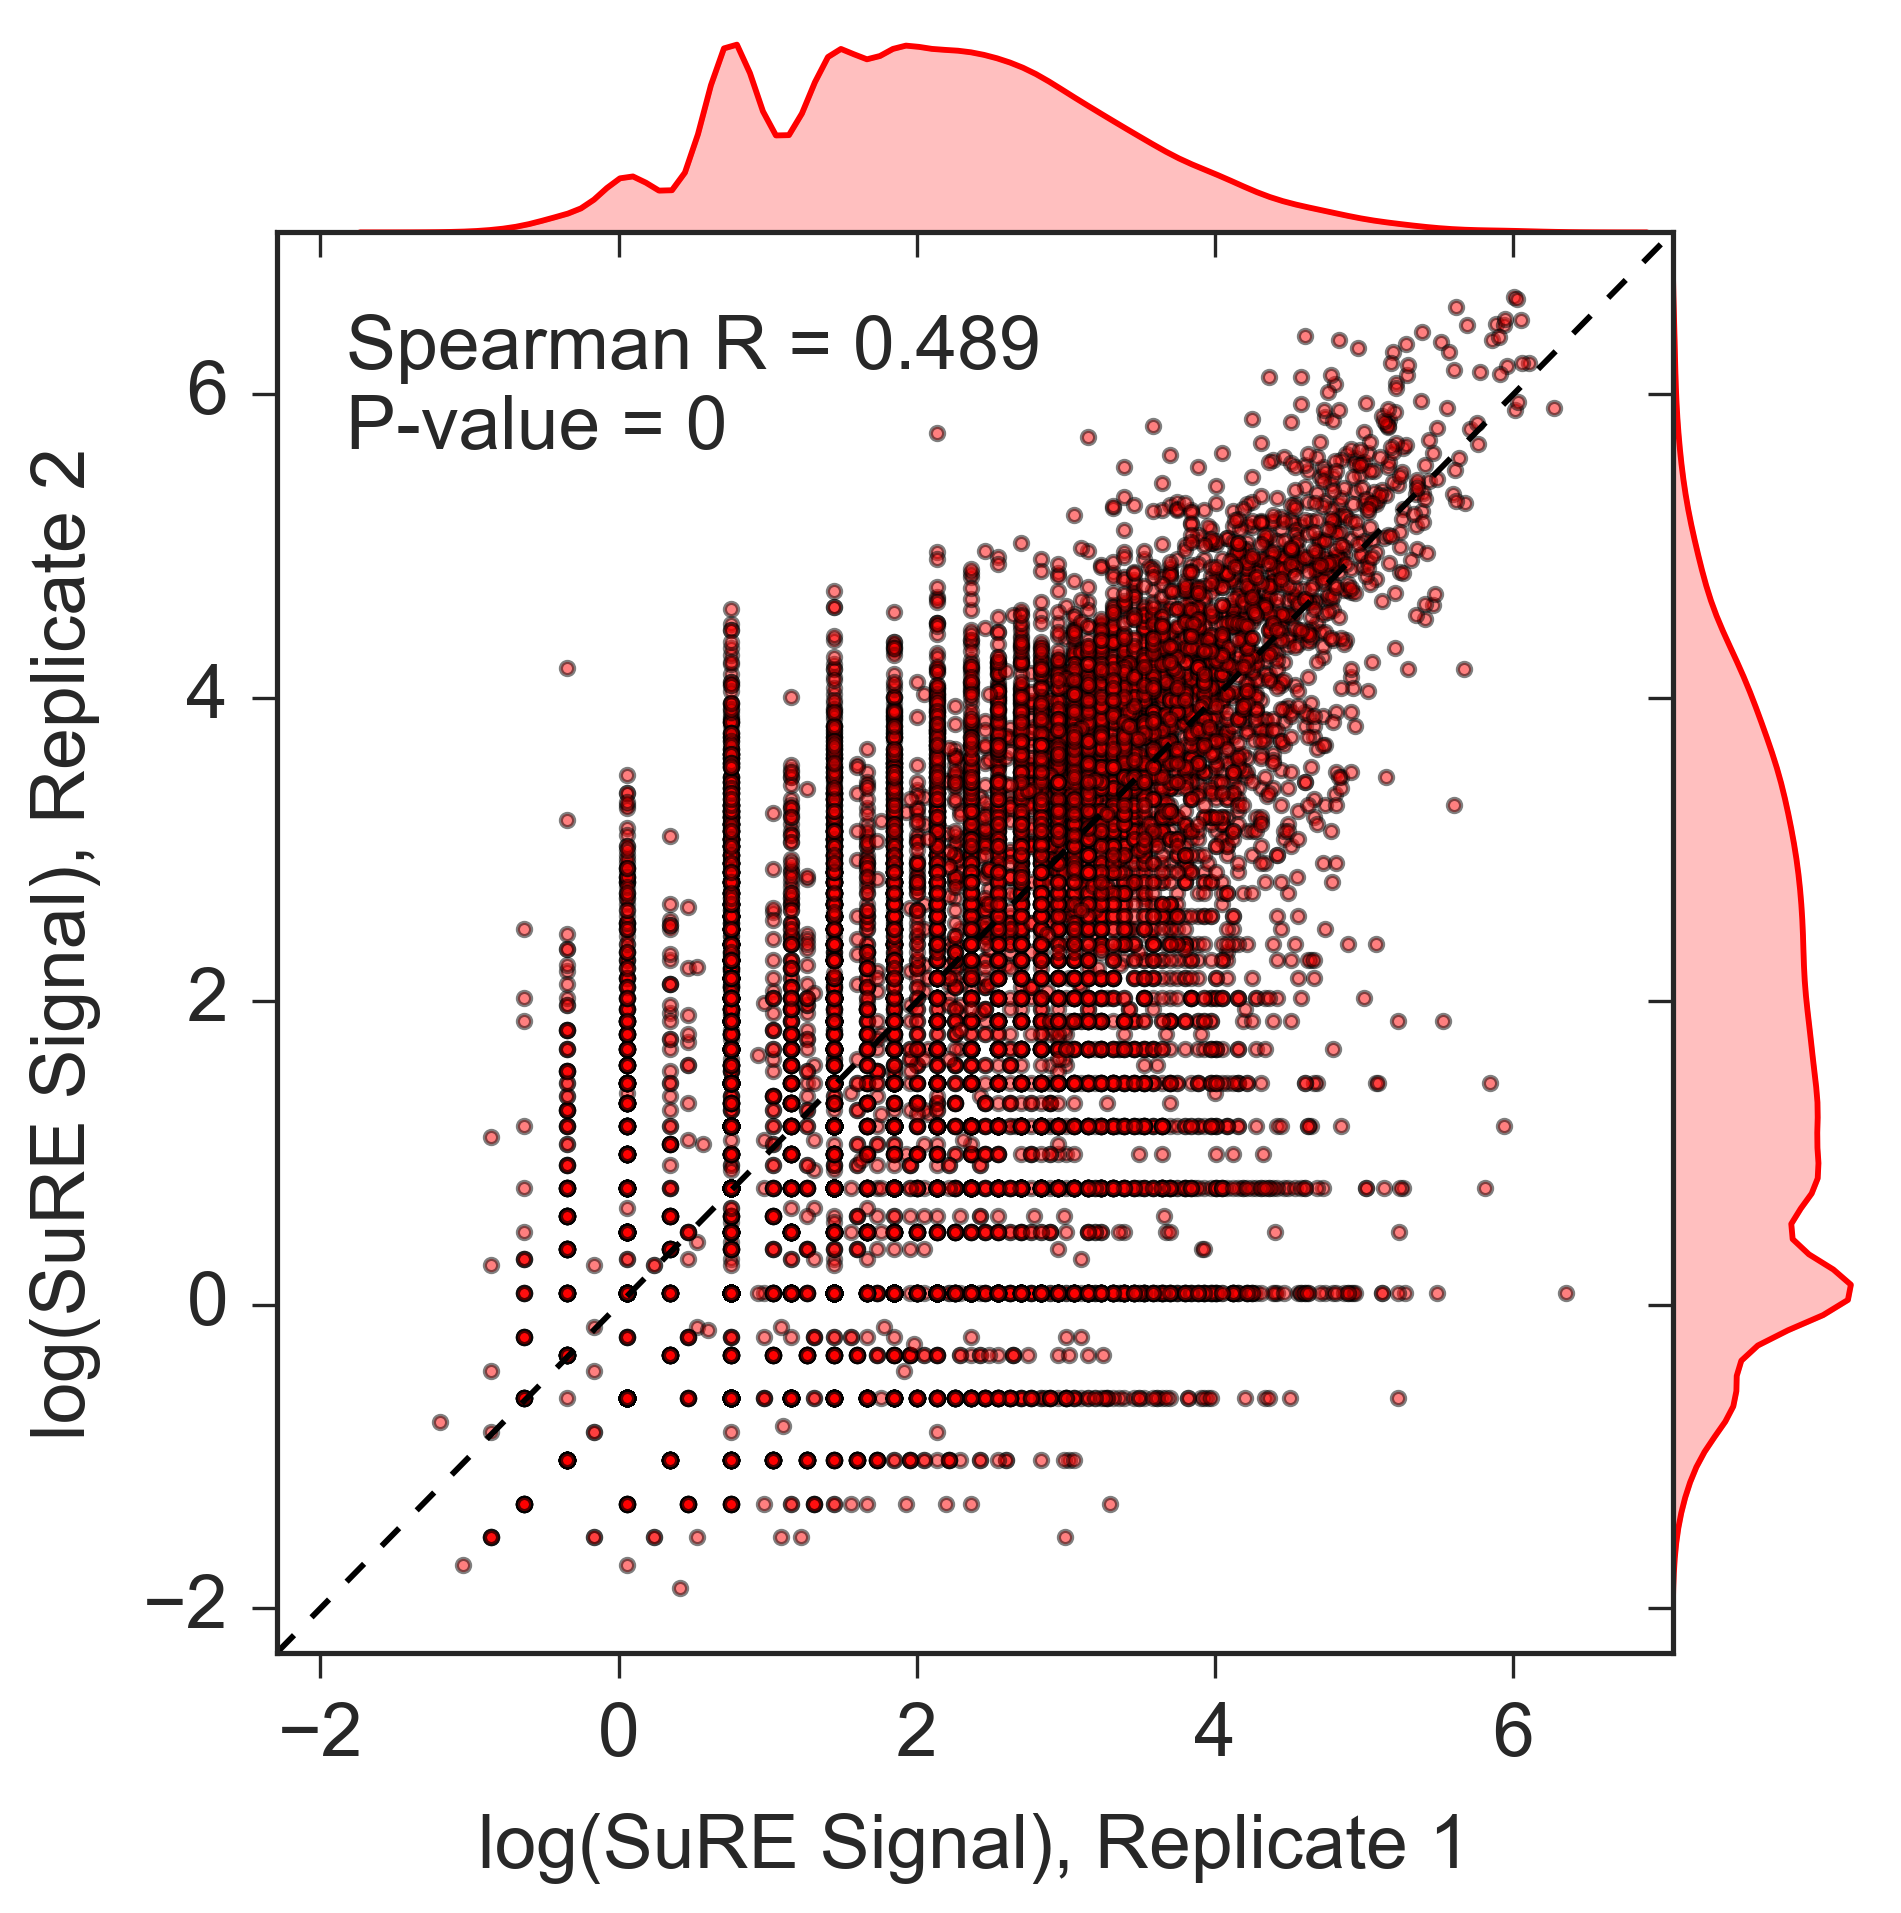 Spearman R = 0.489
P-value = 0
6
4
2
0
−2
−2 0 2 4 6
log(SuRE Signal), Replicate 2
log(SuRE Signal), Replicate 1